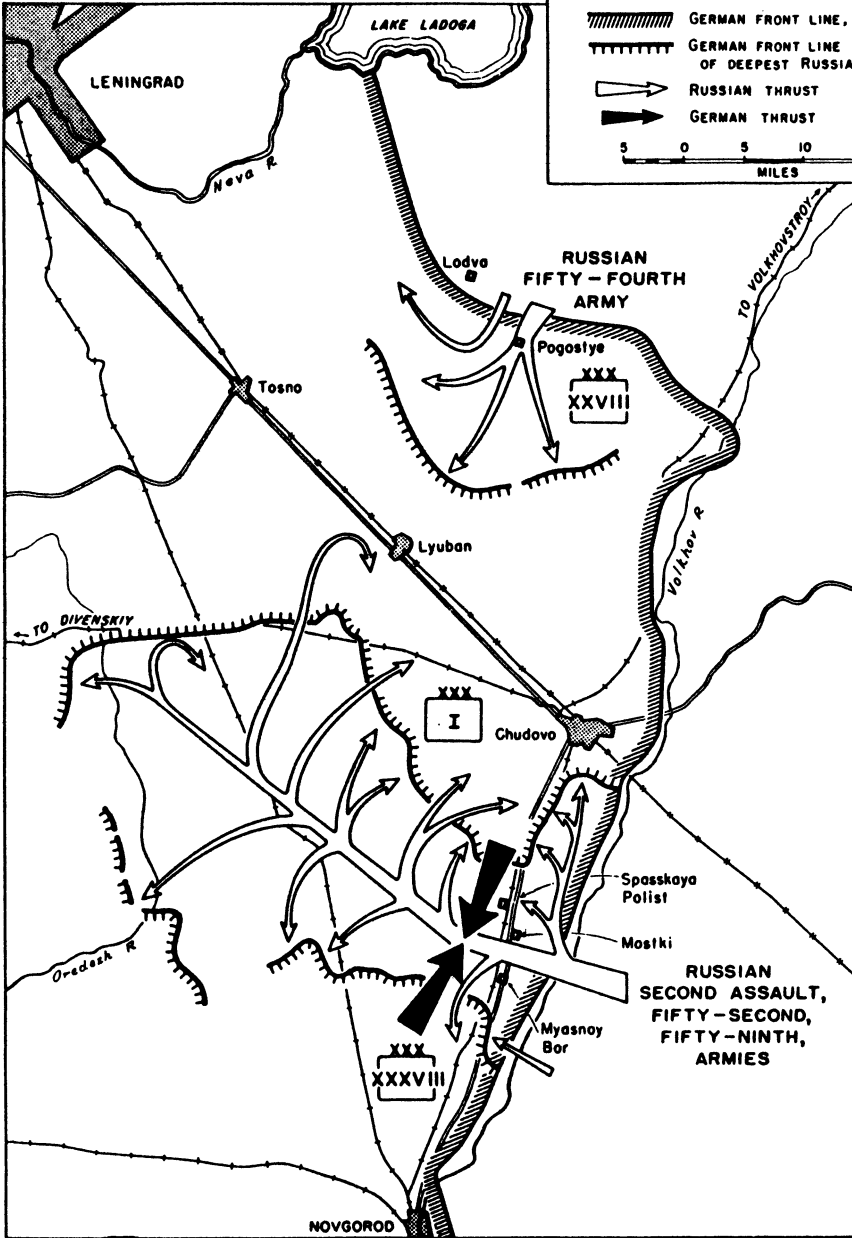 LAKE LADOGA
GERMAN FRONT LINE,
GERMAN FRONT LINE
OF DEEPEST RUSSIA
RUSSIAN THRUST
GERMAN THRUST
5 0 5 10
MILES
LENINGRAD
Neva R
TO VOLKHOVSTROY
Lodva
RUSSIAN
FIFTY-FOURTH
ARMY
Pogostye
XXX
XXVIII
Tosno
Volkhov R
Lyuban
TO DIVENSKIY
XXX
I
Chudovo
Spasskaya
Polist
Mostki
Oredezh R
RUSSIAN
SECOND ASSAULT,
FIFTY-SECOND,
FIFTY-NINTH,
ARMIES
Myasnoy
Bor
XXX
XXXVIII
NOVGOROD